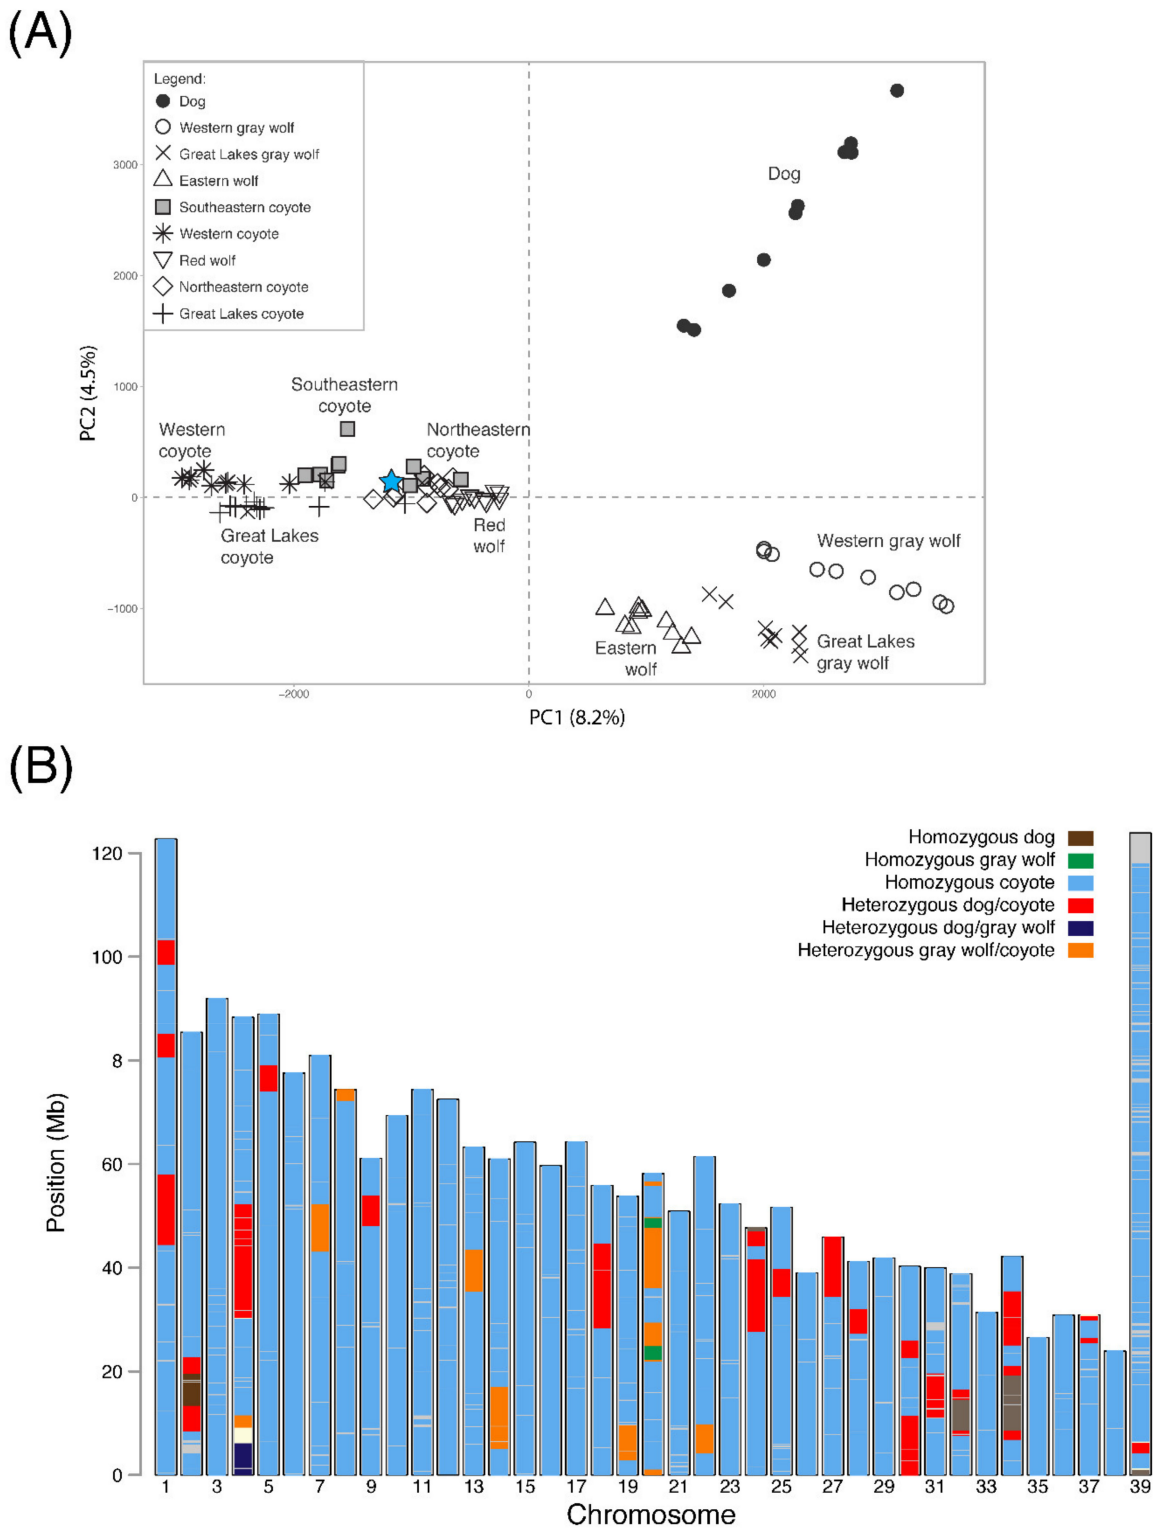 (A)
Legend:
Dog
Western gray wolf
Great Lakes gray wolf
Eastern wolf
Southeastern coyote
Western coyote
Red wolf
Northeastern coyote
Great Lakes coyote
3000
2000
1000
0
−1000
PC2 (4.5%)
Dog
Southeastern
coyote
Western
coyote
Northeastern
coyote
Great Lakes
coyote
Red
wolf
Western gray wolf
Eastern
wolf
Great Lakes
gray wolf
−2000 0 2000
PC1 (8.2%)
(B)
Homozygous dog
Homozygous gray wolf
Homozygous coyote
Heterozygous dog/coyote
Heterozygous dog/gray wolf
Heterozygous gray wolf/coyote
120
100
8
60
40
20
0
Position (Mb)
1 3 5 7 9 11 13 15 17 19 21 23 25 27 29 31 33 35 37 39
Chromosome